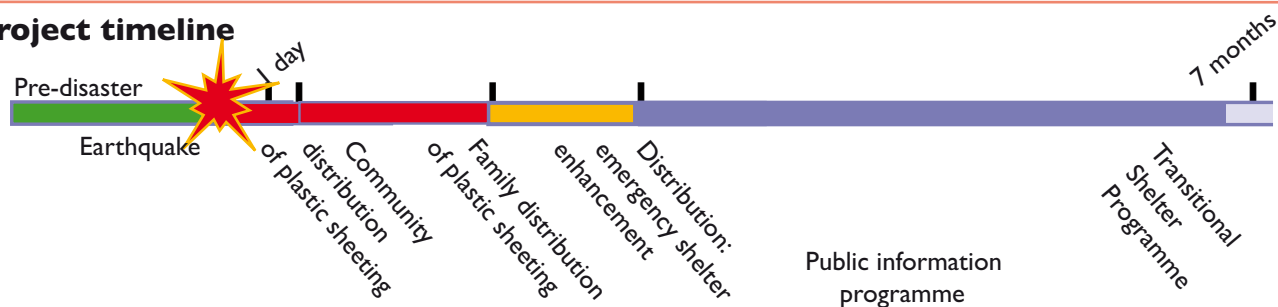 roject timeline
Pre-disaster
Earthquake
1 day
Community
distribution
of plastic sheeting
Family distribution
of plastic sheeting
Distribution:
emergency shelter
enhancement
Public information
programme
7 months
Transitional
Shelter
Programme